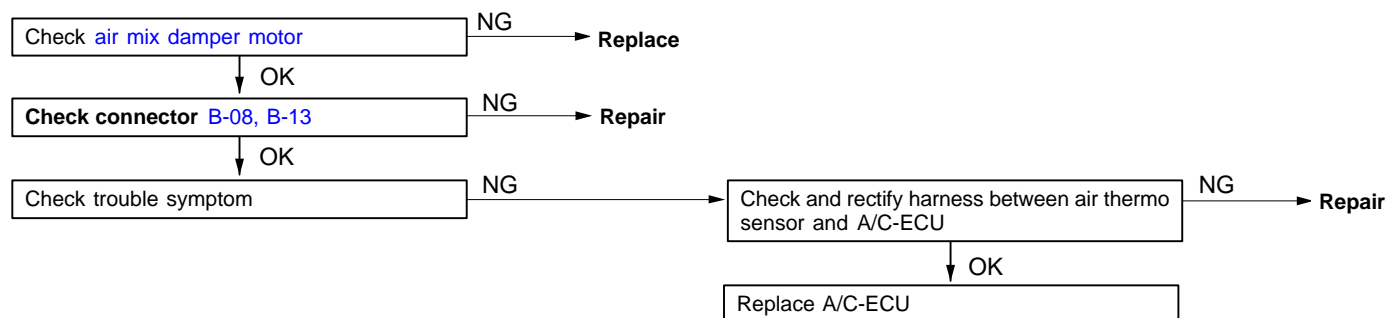 Check air mix damper motor
NG
Replace
OK
Check connector B-08, B-13
NG
Repair
OK
Check trouble symptom
NG
Check and rectify harness between air thermo
sensor and A/C-ECU
NG
Repair
OK
Replace A/C-ECU